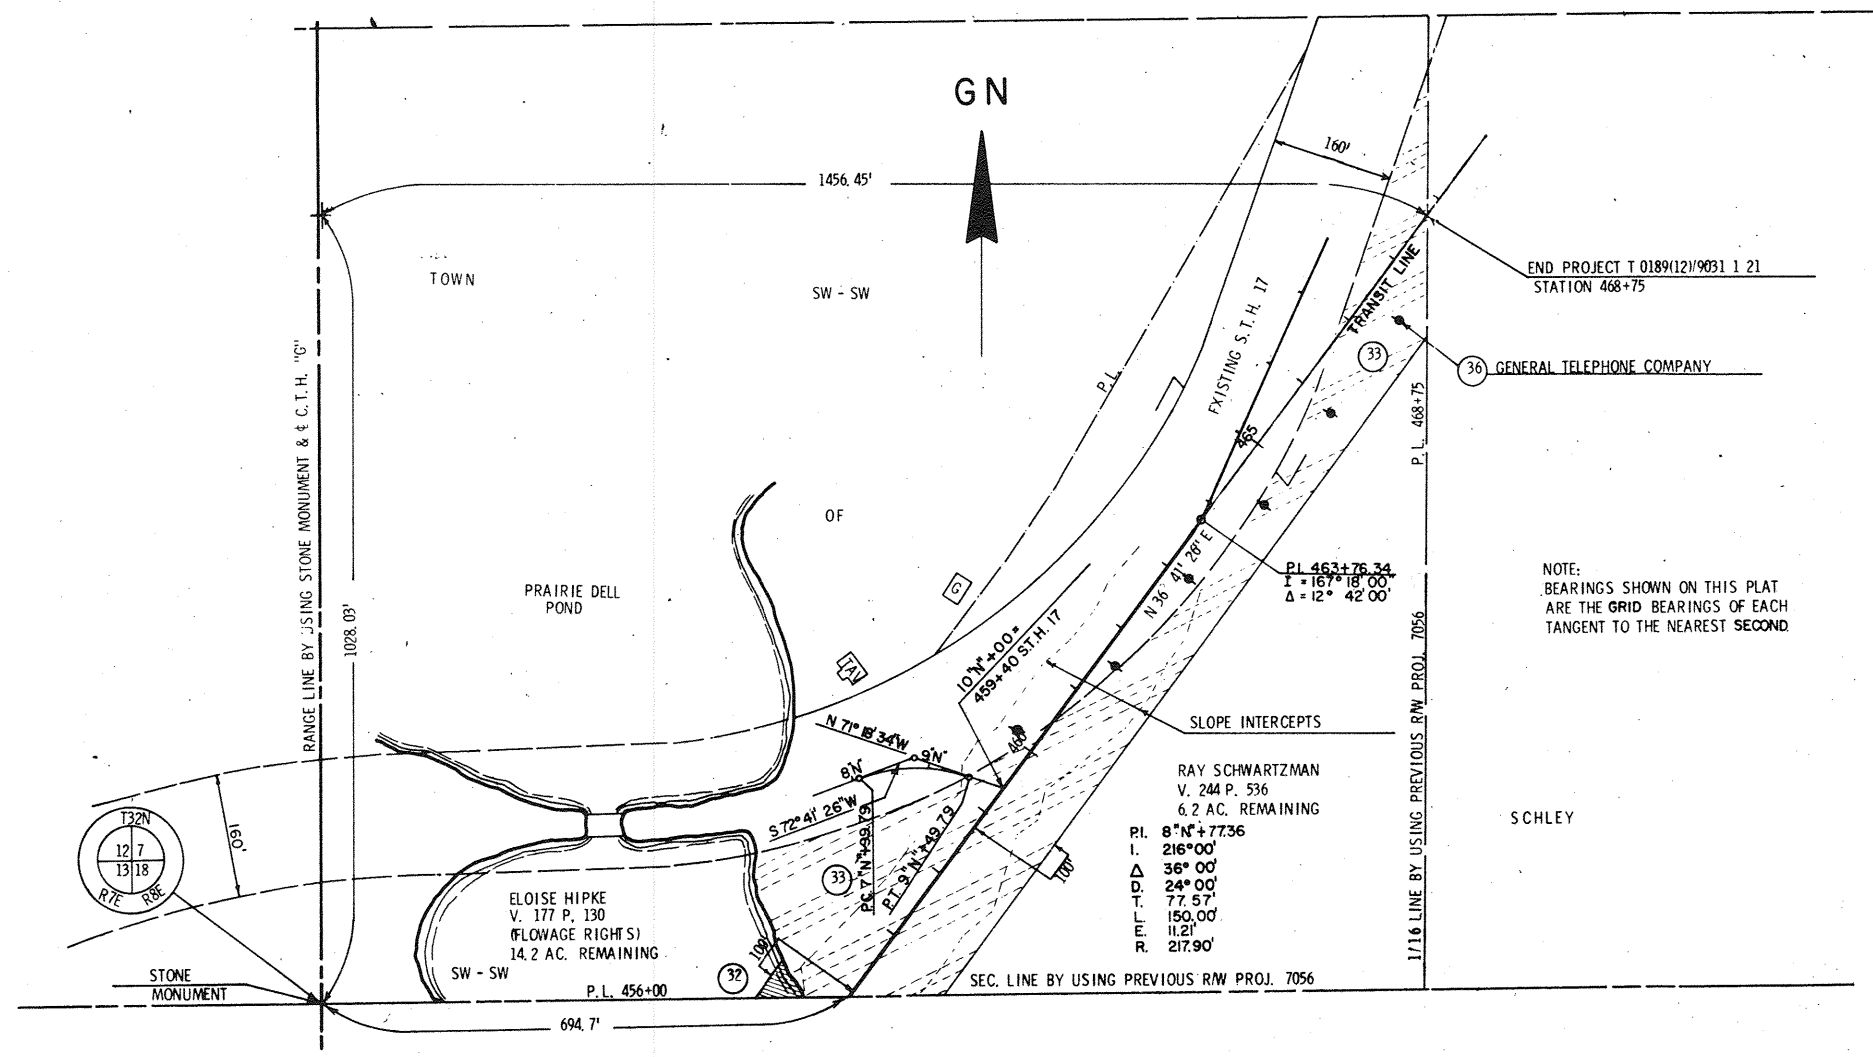 GN
160'
1456.45'
TOWN
SW - SW
END PROJECT T 0189(12)/9031 1 21
STATION 468+75
TRANSIT LINE
EXISTING S.T.H. 17
33
36 GENERAL TELEPHONE COMPANY
P.L.
P.L. 468+75
465
RANGE LINE BY USING STONE MONUMENT & ℄ C.T.H. "G"
OF
1028.03'
PRAIRIE DELL
POND
G
TAV
N 36° 41' 26" E
P.I. 463+76.34
I = 167° 18' 00"
Δ = 12° 42' 00"
NOTE:
BEARINGS SHOWN ON THIS PLAT
ARE THE GRID BEARINGS OF EACH
TANGENT TO THE NEAREST SECOND.
10 "N" + 00 =
459+40 S.T.H. 17
SLOPE INTERCEPTS
N 71° 18' 34" W
8"N"
9"N"
460
S 72° 41' 26" W
P.C. 7 "N"+99.79
P.T. 9 "N"+49.79
RAY SCHWARTZMAN
V. 244 P. 536
6.2 AC. REMAINING
P.I. 8 "N"+77.36
I. 216° 00'
Δ 36° 00'
D. 24° 00'
T. 77.57'
L. 150.00'
E. 11.21'
R. 217.90'
SCHLEY
1/16 LINE BY USING PREVIOUS R/W PROJ. 7056
160'
T32N
12 7
13 18
R7E R8E
33
100'
ELOISE HIPKE
V. 177 P. 130
(FLOWAGE RIGHTS)
14.2 AC. REMAINING
SW - SW
100'
32
STONE
MONUMENT
P.L. 456+00
SEC. LINE BY USING PREVIOUS R/W PROJ. 7056
694.7'